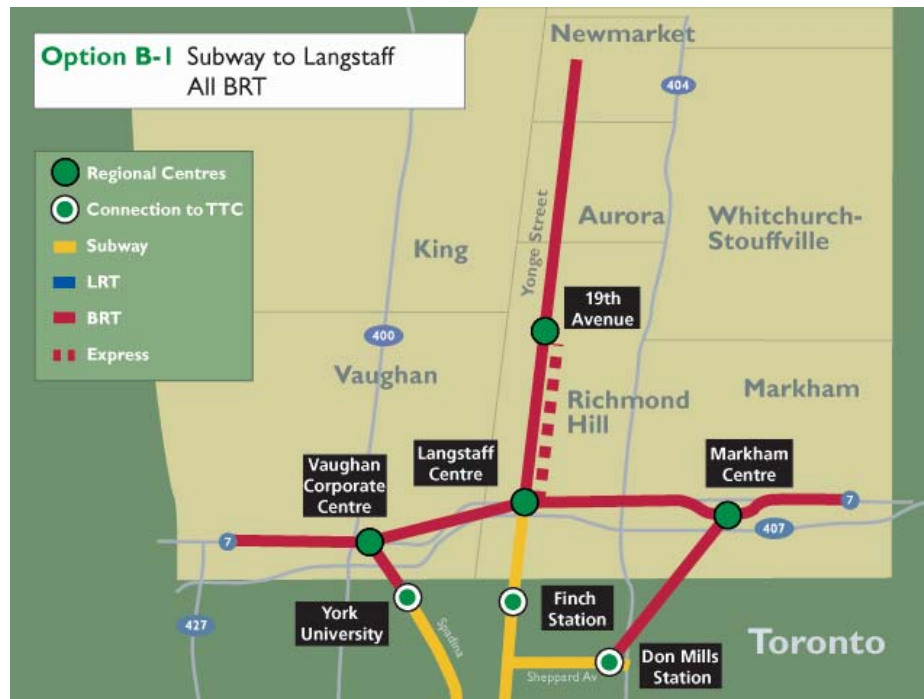 Option B-1 Subway to Langstaff
All BRT
Newmarket
404
Regional Centres
Connection to TTC
Subway
LRT
BRT
Express
King
Yonge Street
Aurora
Whitchurch-
Stouffville
19th
Avenue
400
Vaughan
Richmond
Hill
Markham
Langstaff
Centre
Vaughan
Corporate
Centre
Markham
Centre
7
7
407
427
York
University
Spadina
Finch
Station
Sheppard Av
Don Mills
Station
Toronto